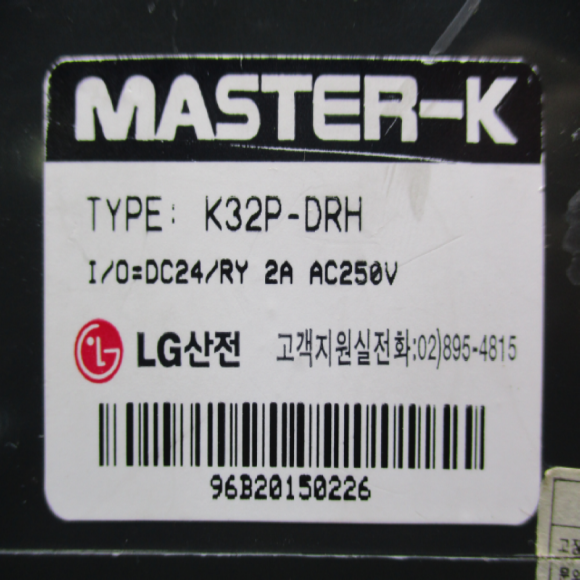 MASTER-K
TYPE: K32P-DRH
I/O=DC24/RY 2A AC250V
LG산전 고객지원실전화:02)895-4815
96B20150226